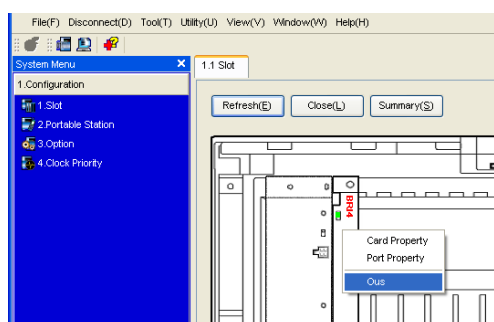 File(F) Disconnect(D) Tool(T) Utility(U) View(V) Window(W) Help(H)
System Menu
1.1 Slot
1.Configuration
1.Slot
2.Portable Station
3.Option
4.Clock Priority
Refresh(E) Close(L) Summary(S)
BRI4
Card Property
Port Property
Ous